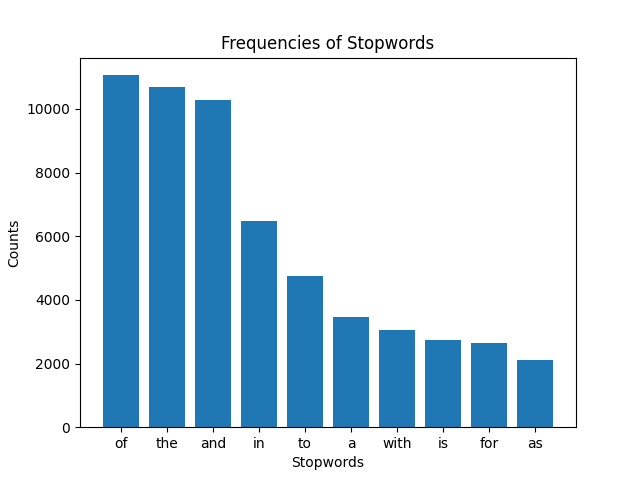 Frequencies of Stopwords
Counts
10000
8000
6000
4000
2000
0
of the and in to a with is for as
Stopwords